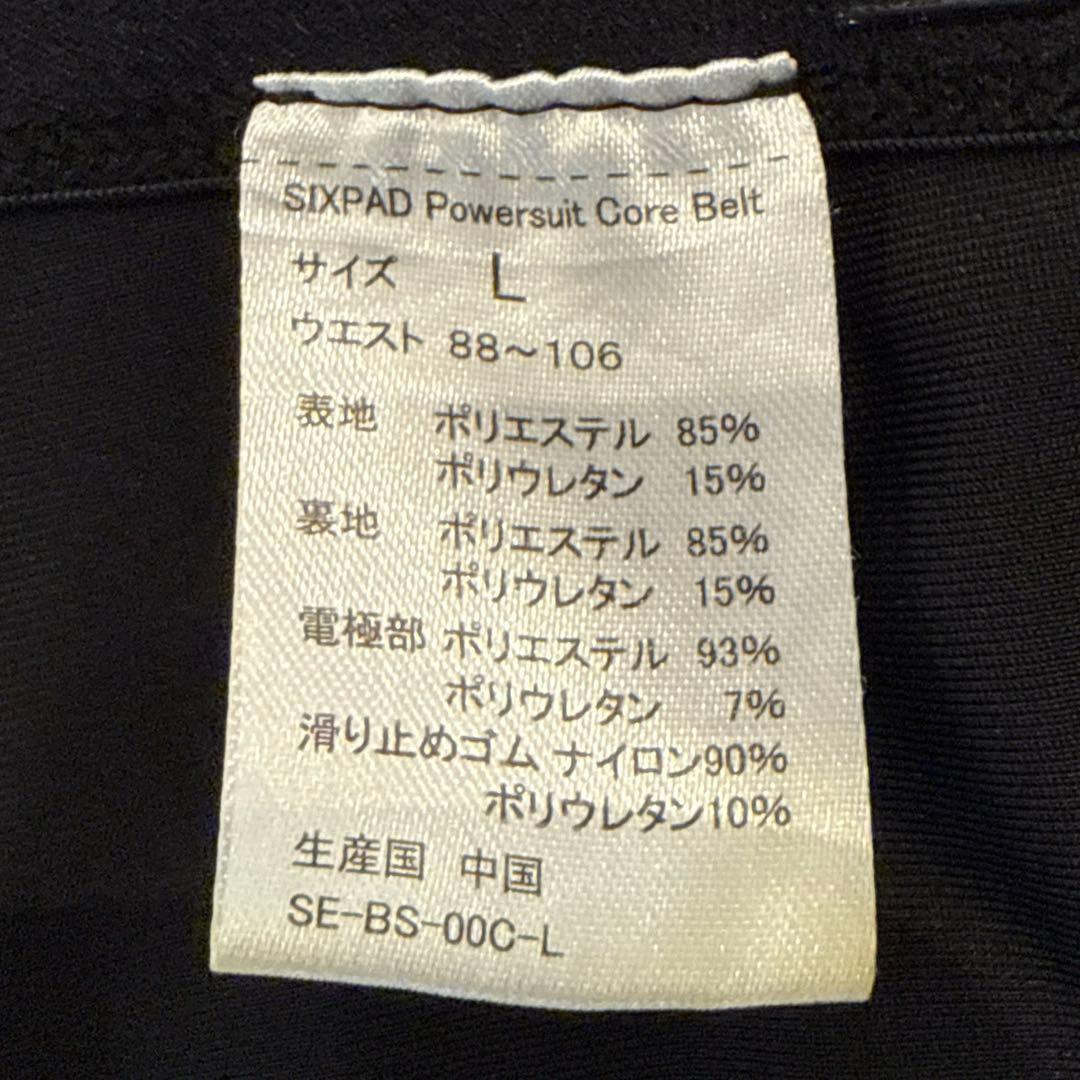 SIXPAD Powersuit Core Belt
サイズ L
ウエスト 88～106
表地 ポリエステル 85%
ポリウレタン 15%
裏地 ポリエステル 85%
ポリウレタン 15%
電極部 ポリエステル 93%
ポリウレタン 7%
滑り止めゴム ナイロン90%
ポリウレタン10%
生産国 中国
SE-BS-00C-L